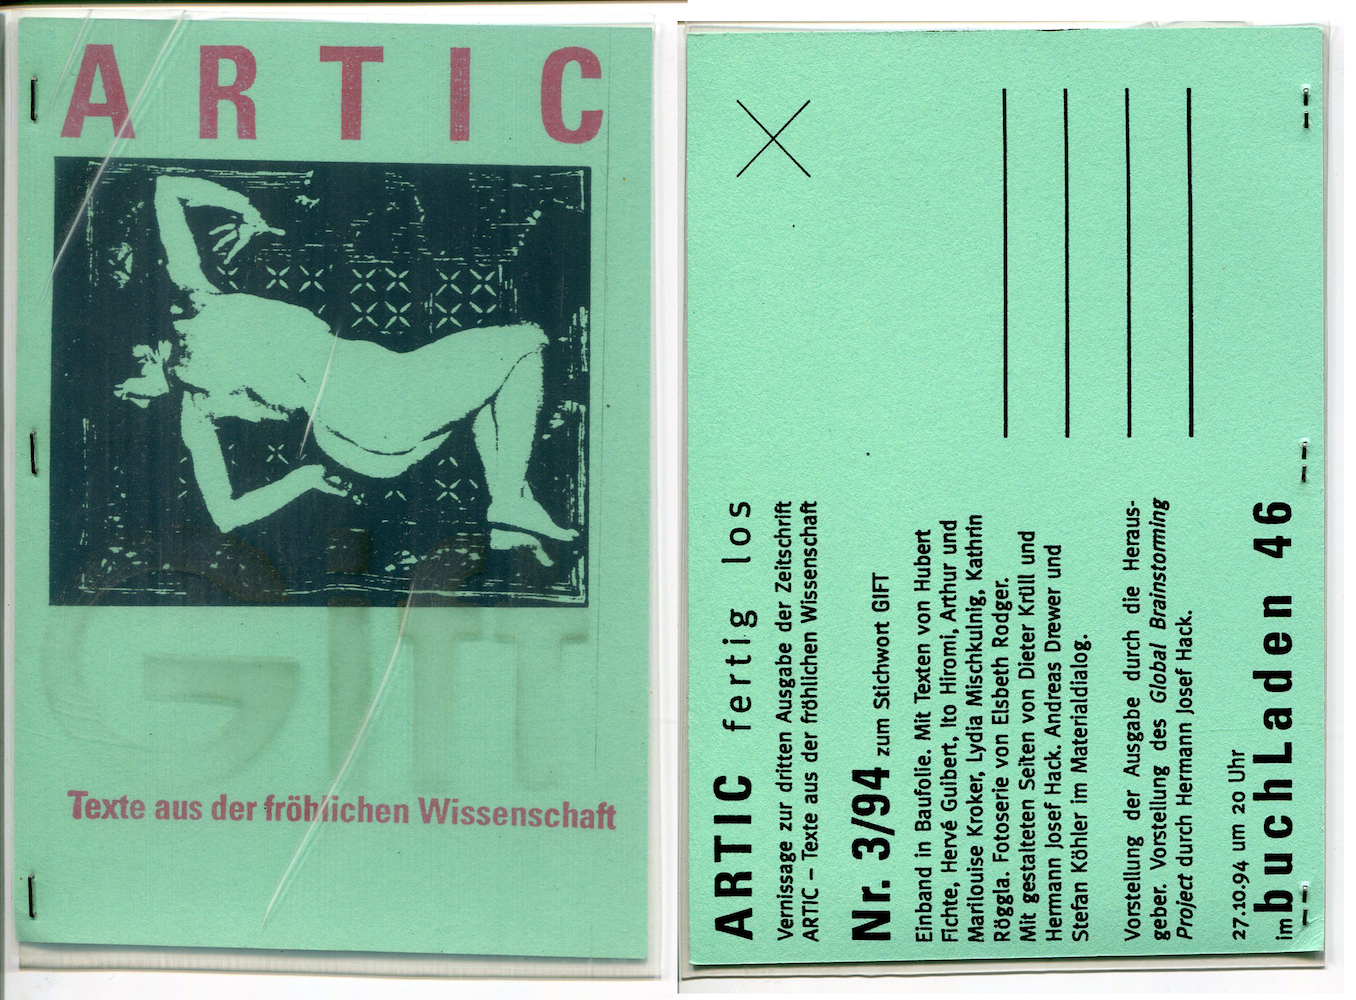 ARTIC
Gift
Texte aus der fröhlichen Wissenschaft
ARTIC fertig los
Vernissage zur dritten Ausgabe der Zeitschrift
ARTIC – Texte aus der fröhlichen Wissenschaft
Nr. 3/94 zum Stichwort GIFT
Einband in Baufolie. Mit Texten von Hubert
Fichte, Hervé Guibert, Ito Hiromi, Arthur und
Marilouise Kroker, Lydia Mischkulnig, Kathrin
Röggla. Fotoserie von Elsbeth Rodger.
Mit gestalteten Seiten von Dieter Krüll und
Hermann Josef Hack. Andreas Drewer und
Stefan Köhler im Materialdialog.
Vorstellung der Ausgabe durch die Heraus-
geber. Vorstellung des Global Brainstorming
Project durch Hermann Josef Hack.
27.10.94 um 20 Uhr
im buchLaden 46